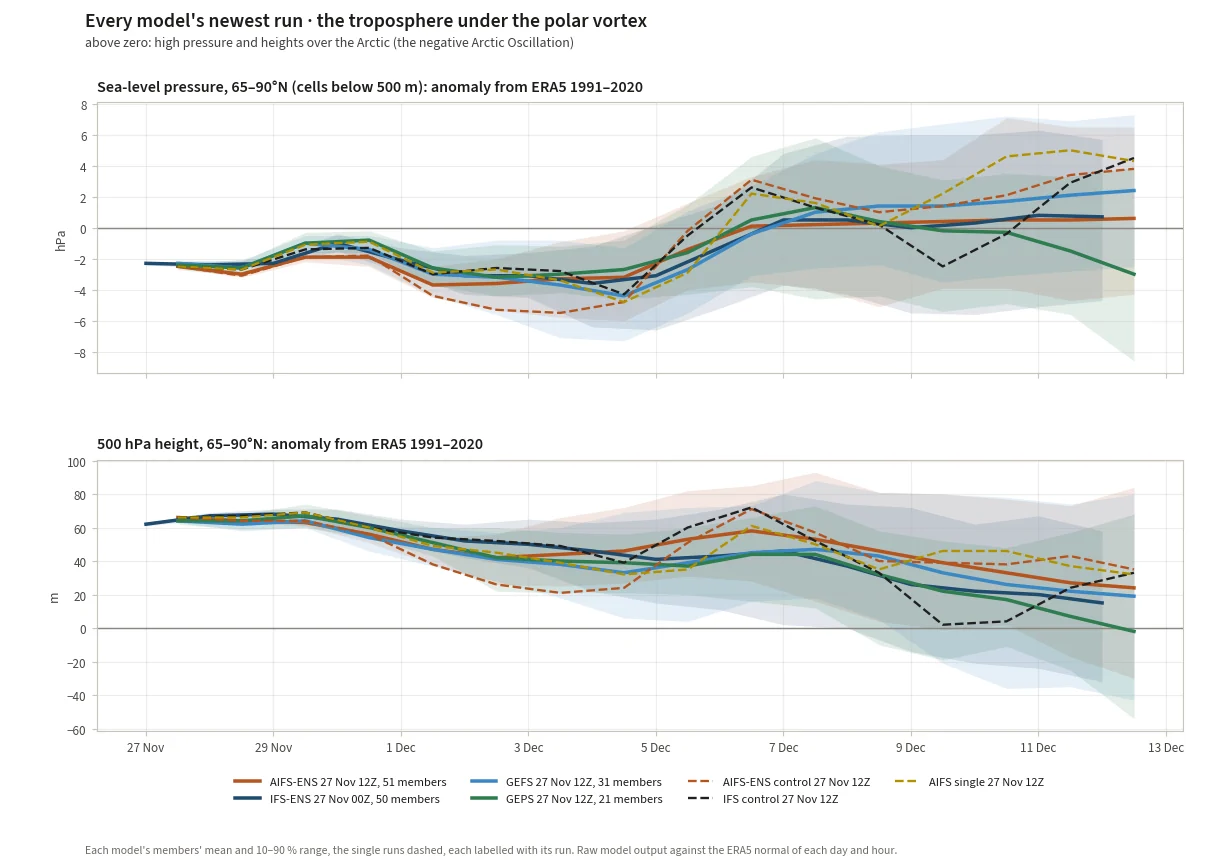 Every model's newest run · the troposphere under the polar vortex
above zero: high pressure and heights over the Arctic (the negative Arctic Oscillation)
Sea-level pressure, 65–90°N (cells below 500 m): anomaly from ERA5 1991–2020
8
6
4
2
0
−2
−4
−6
−8
hPa
500 hPa height, 65–90°N: anomaly from ERA5 1991–2020
100
80
60
40
20
0
−20
−40
−60
m
27 Nov 29 Nov 1 Dec 3 Dec 5 Dec 7 Dec 9 Dec 11 Dec 13 Dec
AIFS-ENS 27 Nov 12Z, 51 members GEFS 27 Nov 12Z, 31 members AIFS-ENS control 27 Nov 12Z AIFS single 27 Nov 12Z
IFS-ENS 27 Nov 00Z, 50 members GEPS 27 Nov 12Z, 21 members IFS control 27 Nov 12Z
Each model's members' mean and 10–90 % range, the single runs dashed, each labelled with its run. Raw model output against the ERA5 normal of each day and hour.